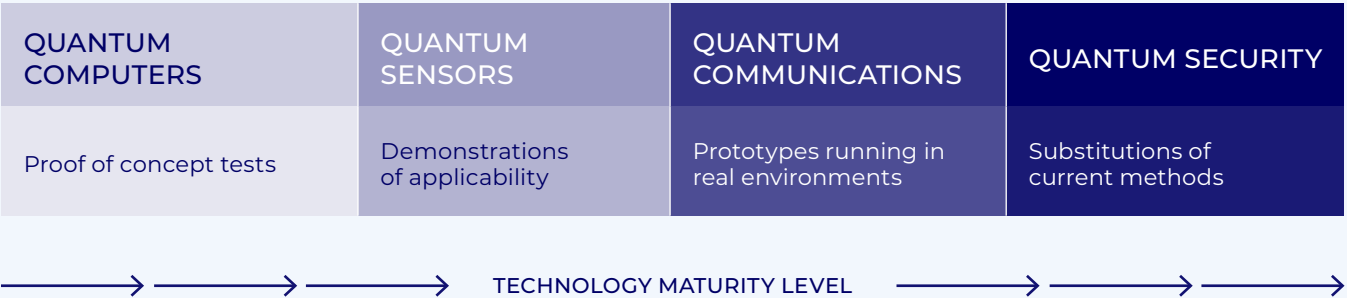 QUANTUM
COMPUTERS
QUANTUM
SENSORS
QUANTUM
COMMUNICATIONS
QUANTUM SECURITY
Proof of concept tests
Demonstrations
of applicability
Prototypes running in
real environments
Substitutions of
current methods
TECHNOLOGY MATURITY LEVEL